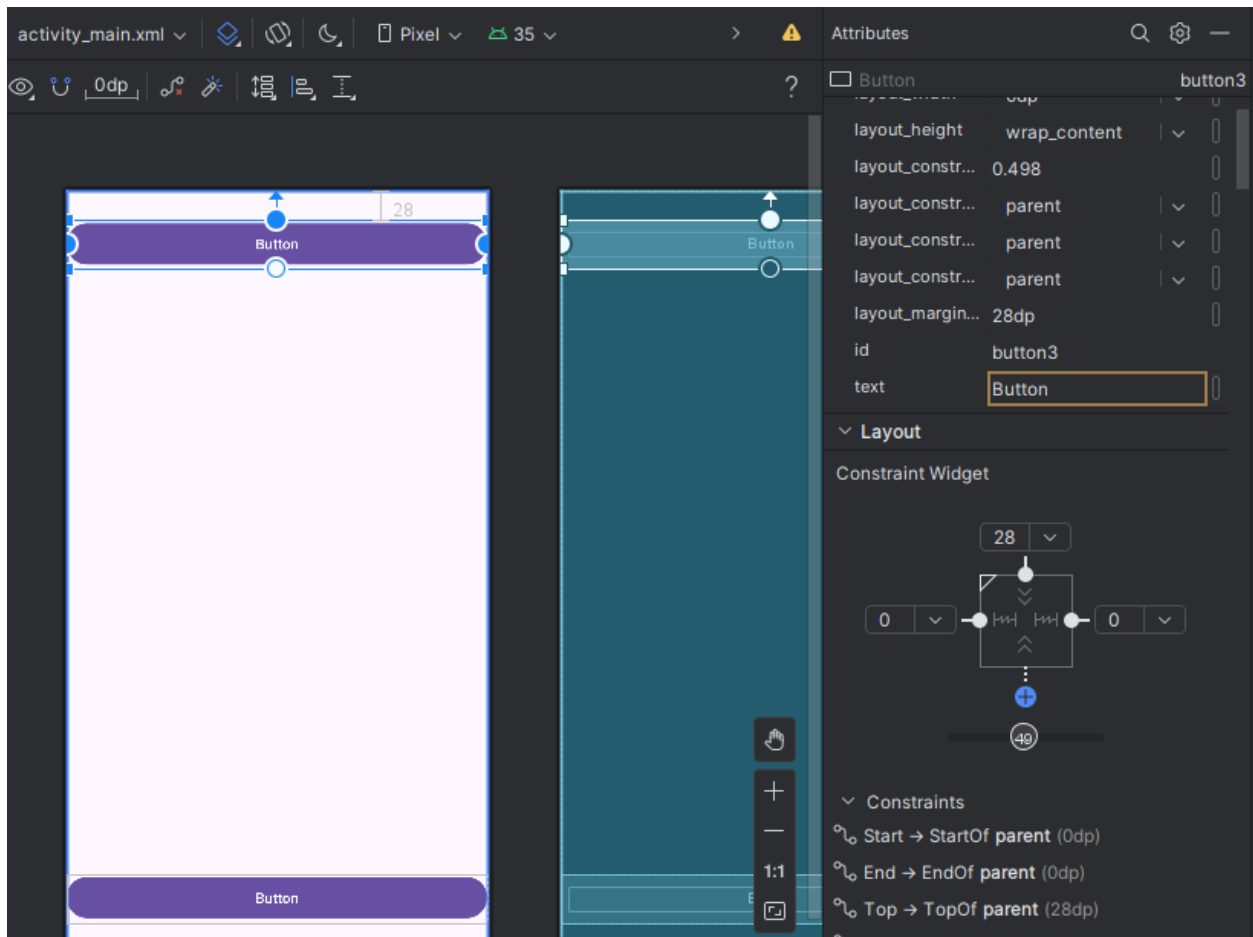 activity_main.xml Pixel 35
Attributes
0dp ?
Button button3
layout_width 0dp
layout_height wrap_content
layout_constr... 0.498
layout_constr... parent
layout_constr... parent
layout_constr... parent
layout_margin... 28dp
id button3
text Button
28
Button
Button
Layout
Constraint Widget
28
0 0
49
1:1
Button
Constraints
Start → StartOf parent (0dp)
End → EndOf parent (0dp)
Top → TopOf parent (28dp)